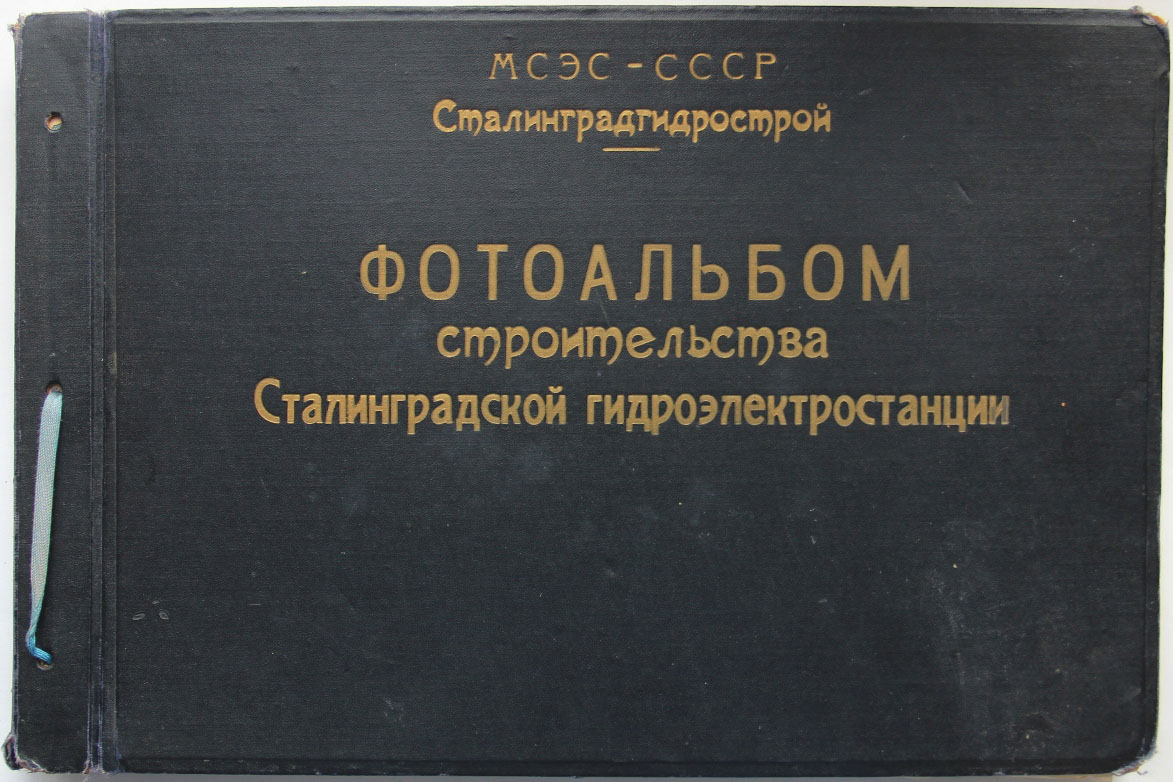 МСЭС - СССР
Сталинградгидрострой
ФОТОАЛЬБОМ
строительства
Сталинградской гидроэлектростанции